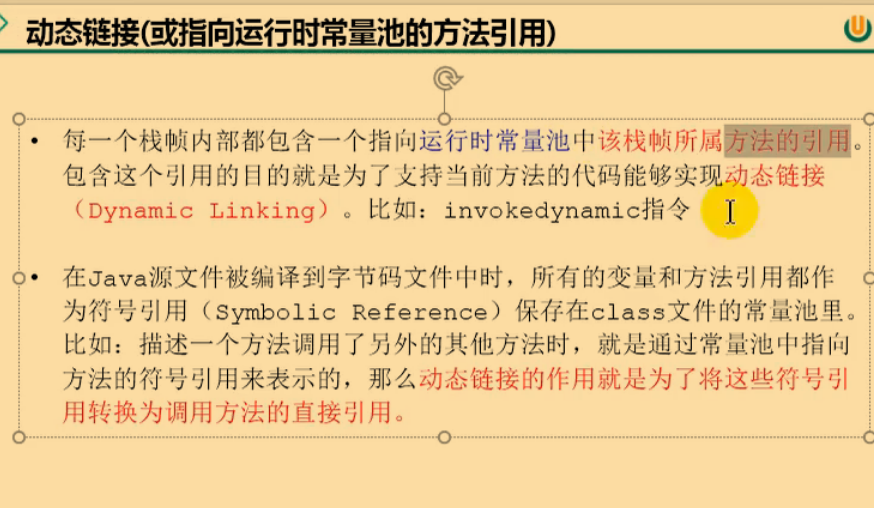 动态链接(或指向运行时常量池的方法引用)
• 每一个栈帧内部都包含一个指向运行时常量池中该栈帧所属方法的引用。
包含这个引用的目的就是为了支持当前方法的代码能够实现动态链接
（Dynamic Linking）。比如：invokedynamic指令
• 在Java源文件被编译到字节码文件中时，所有的变量和方法引用都作
为符号引用（Symbolic Reference）保存在class文件的常量池里。
比如：描述一个方法调用了另外的其他方法时，就是通过常量池中指向
方法的符号引用来表示的，那么动态链接的作用就是为了将这些符号引
用转换为调用方法的直接引用。